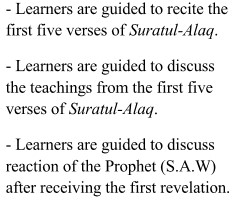 - Learners are guided to recite the
first five verses of Suratul-Alaq.
- Learners are guided to discuss
the teachings from the first five
verses of Suratul-Alaq.
- Learners are guided to discuss
reaction of the Prophet (S.A.W)
after receiving the first revelation.